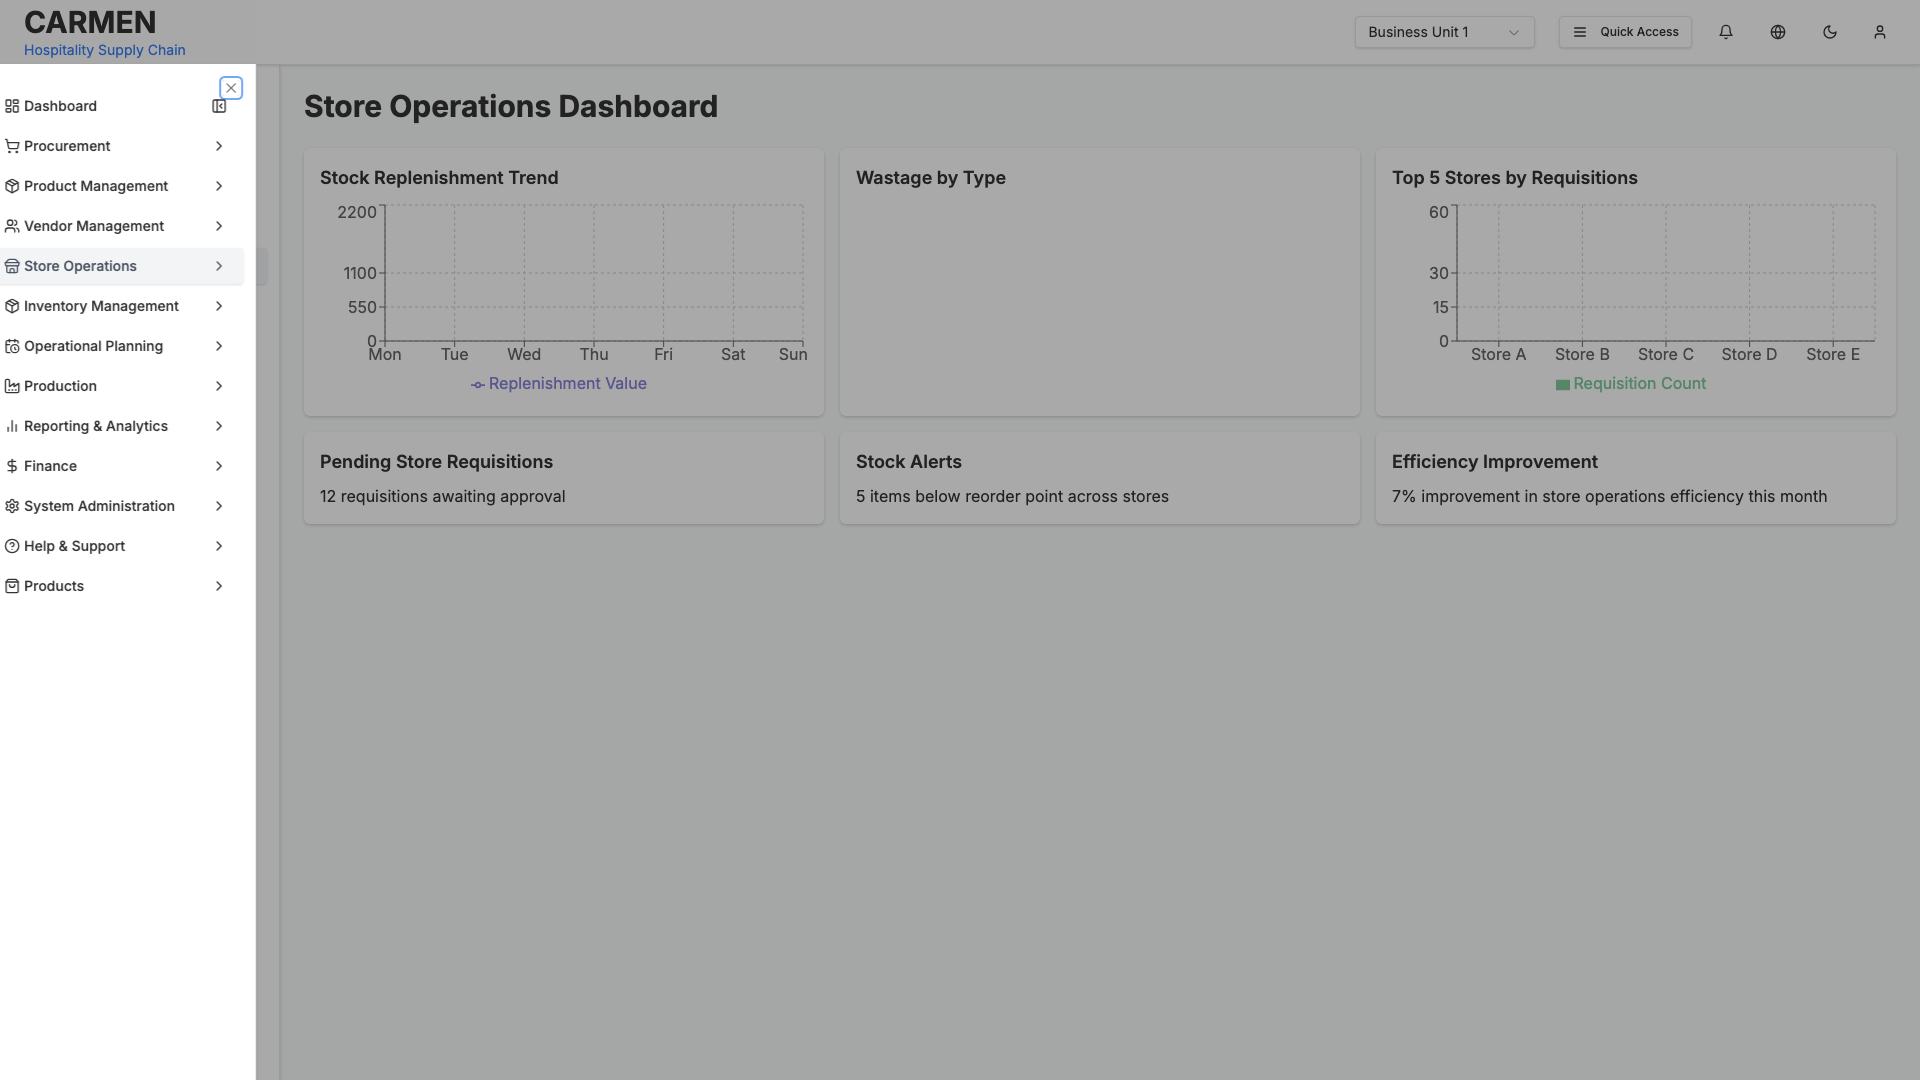 CARMEN
Hospitality Supply Chain
Business Unit 1
Quick Access
Dashboard
Procurement
Product Management
Vendor Management
Store Operations
Inventory Management
Operational Planning
Production
Reporting & Analytics
Finance
System Administration
Help & Support
Products
Store Operations Dashboard
Stock Replenishment Trend
2200
1100
550
0
Mon Tue Wed Thu Fri Sat Sun
Replenishment Value
Wastage by Type
Top 5 Stores by Requisitions
60
30
15
0
Store A Store B Store C Store D Store E
Requisition Count
Pending Store Requisitions
12 requisitions awaiting approval
Stock Alerts
5 items below reorder point across stores
Efficiency Improvement
7% improvement in store operations efficiency this month